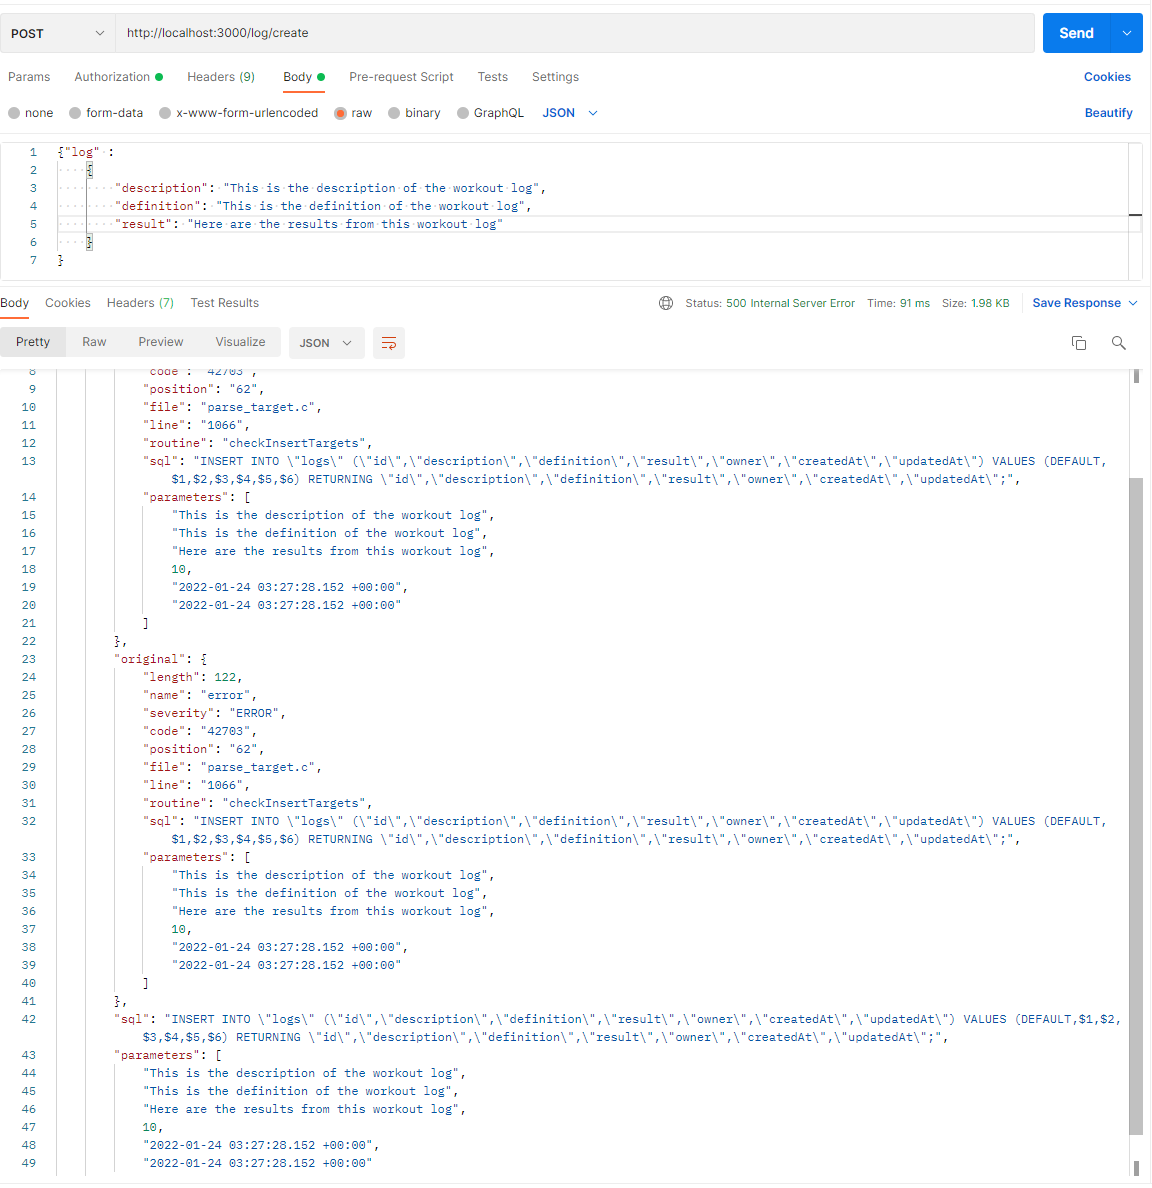 POST http://localhost:3000/log/create Send
Params Authorization Headers (9) Body Pre-request Script Tests Settings Cookies
none form-data x-www-form-urlencoded raw binary GraphQL JSON Beautify
1 {"log" :
2 {
3 "description": "This is the description of the workout log",
4 "definition": "This is the definition of the workout log",
5 "result": "Here are the results from this workout log"
6 }
7 }
Body Cookies Headers (7) Test Results Status: 500 Internal Server Error Time: 91 ms Size: 1.98 KB Save Response
Pretty Raw Preview Visualize JSON
8 "code": "42703",
9 "position": "62",
10 "file": "parse_target.c",
11 "line": "1066",
12 "routine": "checkInsertTargets",
13 "sql": "INSERT INTO \"logs\" (\"id\",\"description\",\"definition\",\"result\",\"owner\",\"createdAt\",\"updatedAt\") VALUES (DEFAULT,
$1,$2,$3,$4,$5,$6) RETURNING \"id\",\"description\",\"definition\",\"result\",\"owner\",\"createdAt\",\"updatedAt\";",
14 "parameters": [
15 "This is the description of the workout log",
16 "This is the definition of the workout log",
17 "Here are the results from this workout log",
18 10,
19 "2022-01-24 03:27:28.152 +00:00",
20 "2022-01-24 03:27:28.152 +00:00"
21 ]
22 },
23 "original": {
24 "length": 122,
25 "name": "error",
26 "severity": "ERROR",
27 "code": "42703",
28 "position": "62",
29 "file": "parse_target.c",
30 "line": "1066",
31 "routine": "checkInsertTargets",
32 "sql": "INSERT INTO \"logs\" (\"id\",\"description\",\"definition\",\"result\",\"owner\",\"createdAt\",\"updatedAt\") VALUES (DEFAULT,
$1,$2,$3,$4,$5,$6) RETURNING \"id\",\"description\",\"definition\",\"result\",\"owner\",\"createdAt\",\"updatedAt\";",
33 "parameters": [
34 "This is the description of the workout log",
35 "This is the definition of the workout log",
36 "Here are the results from this workout log",
37 10,
38 "2022-01-24 03:27:28.152 +00:00",
39 "2022-01-24 03:27:28.152 +00:00"
40 ]
41 },
42 "sql": "INSERT INTO \"logs\" (\"id\",\"description\",\"definition\",\"result\",\"owner\",\"createdAt\",\"updatedAt\") VALUES (DEFAULT,$1,$2,
$3,$4,$5,$6) RETURNING \"id\",\"description\",\"definition\",\"result\",\"owner\",\"createdAt\",\"updatedAt\";",
43 "parameters": [
44 "This is the description of the workout log",
45 "This is the definition of the workout log",
46 "Here are the results from this workout log",
47 10,
48 "2022-01-24 03:27:28.152 +00:00",
49 "2022-01-24 03:27:28.152 +00:00"